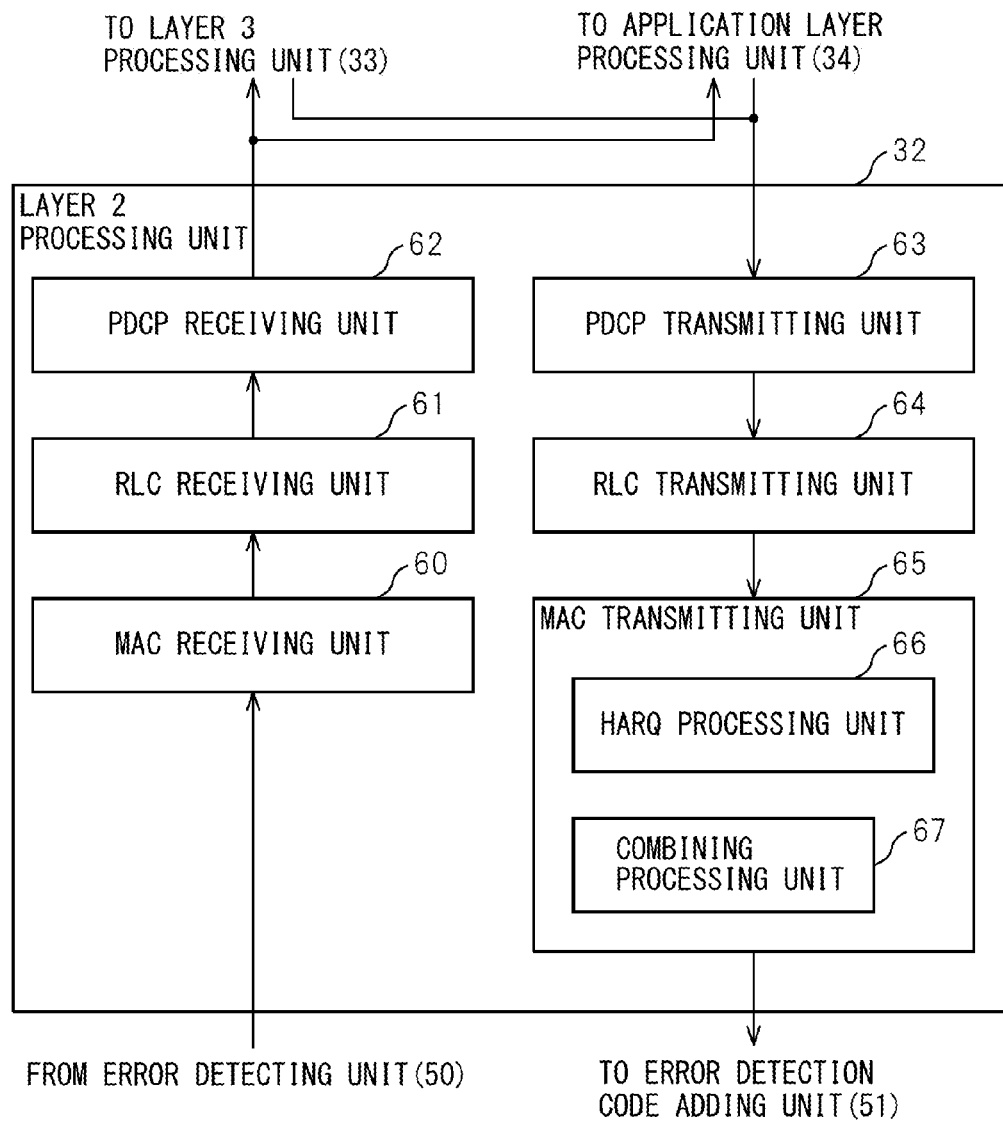 TO LAYER 3
PROCESSING UNIT(33)
TO APPLICATION LAYER
PROCESSING UNIT(34)
32
LAYER 2
PROCESSING UNIT
62
PDCP RECEIVING UNIT
63
PDCP TRANSMITTING UNIT
61
RLC RECEIVING UNIT
64
RLC TRANSMITTING UNIT
60
MAC RECEIVING UNIT
65
MAC TRANSMITTING UNIT
66
HARQ PROCESSING UNIT
67
COMBINING
PROCESSING UNIT
FROM ERROR DETECTING UNIT(50)
TO ERROR DETECTION
CODE ADDING UNIT(51)